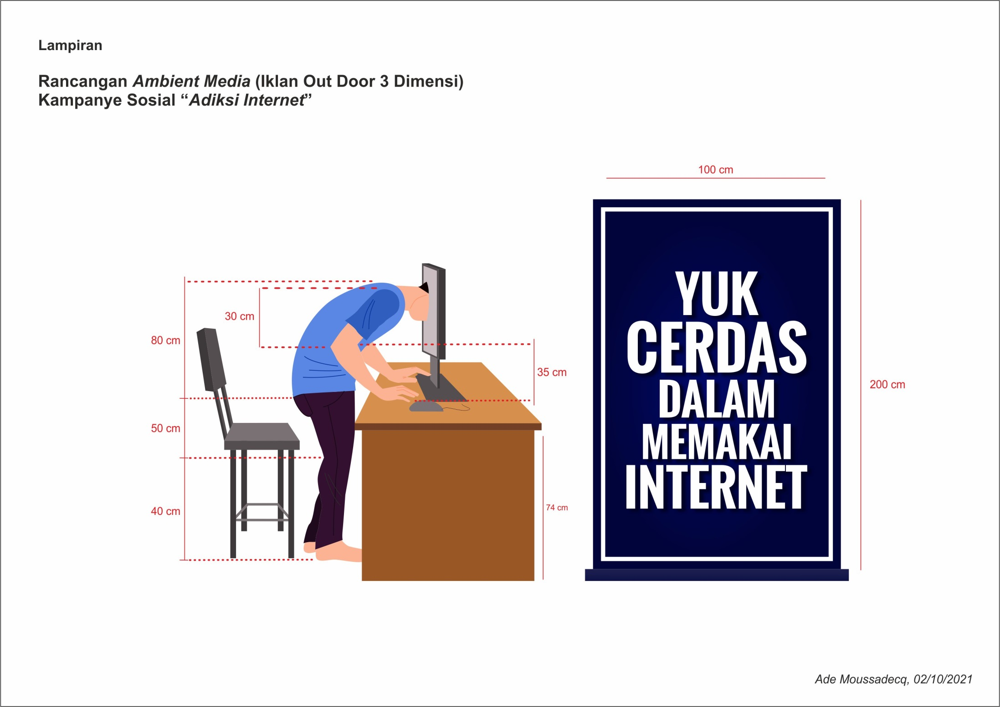 Lampiran
Rancangan Ambient Media (Iklan Out Door 3 Dimensi)
Kampanye Sosial “Adiksi Internet”
100 cm
30 cm
80 cm
35 cm
50 cm
40 cm
74 cm
YUK
CERDAS
DALAM
MEMAKAI
INTERNET
200 cm
Ade Moussadecq, 02/10/2021